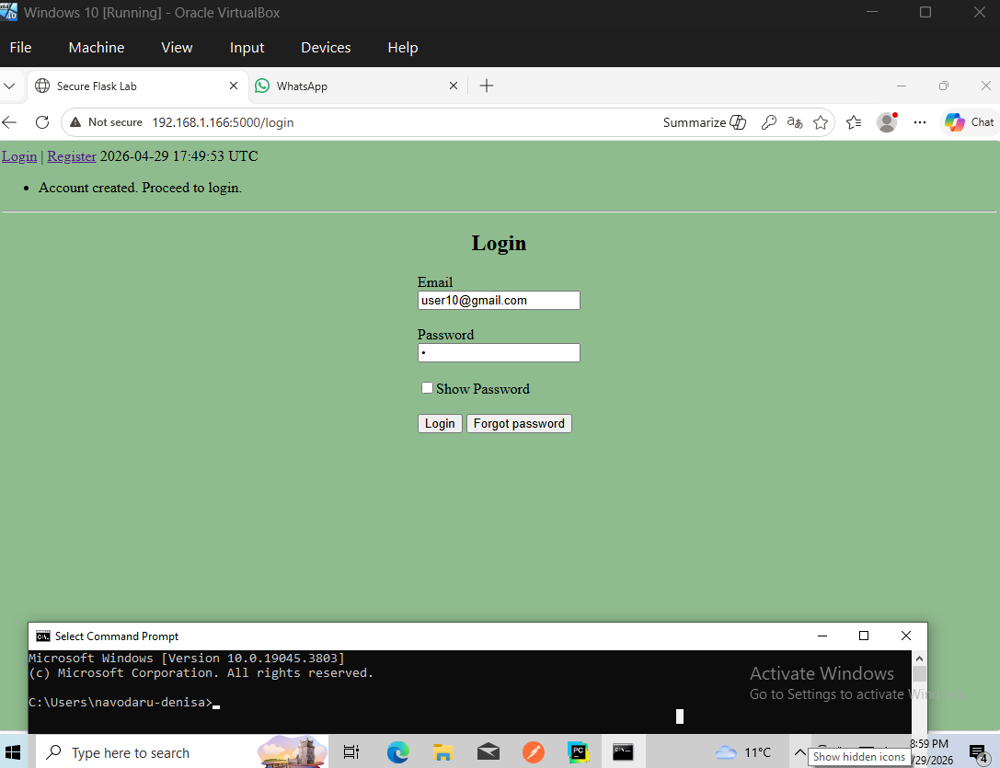 Windows 10 [Running] - Oracle VirtualBox
File Machine View Input Devices Help
Secure Flask Lab WhatsApp
Not secure 192.168.1.166:5000/login Summarize Chat
Login | Register 2026-04-29 17:49:53 UTC
Account created. Proceed to login.
Login
Email
user10@gmail.com
Password
Show Password
Login Forgot password
Select Command Prompt
Microsoft Windows [Version 10.0.19045.3803]
(c) Microsoft Corporation. All rights reserved.
Activate Windows
Go to Settings to activate Windows.
C:\Users\navodaru-denisa>
Type here to search
11°C
8:59 PM
/29/2026
Show hidden icons
4